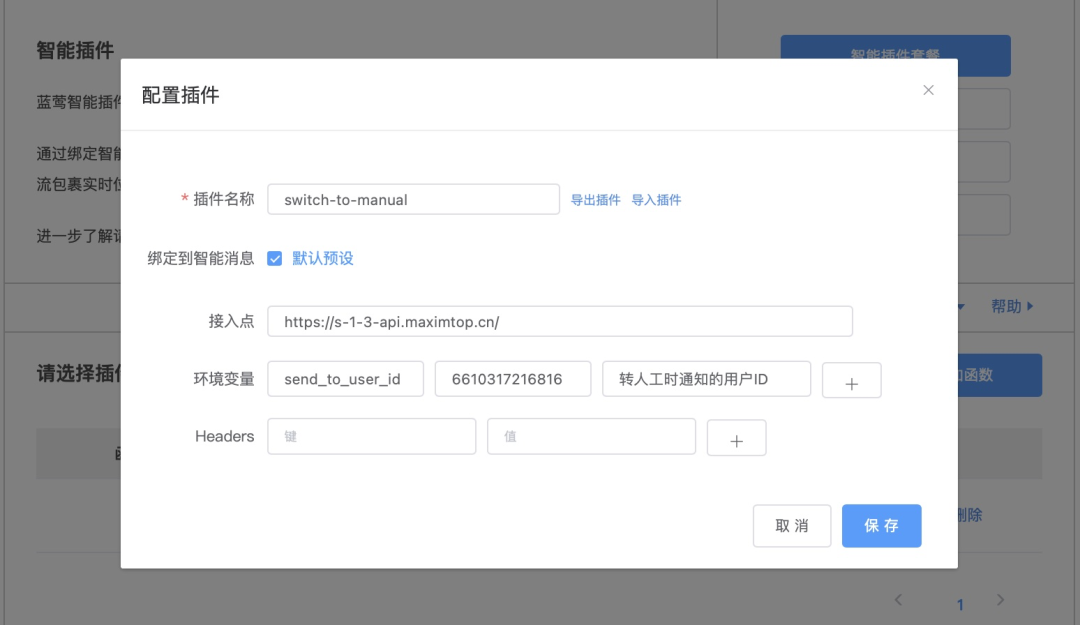 智能插件
智能插件套餐
蓝莺智能插件
通过绑定智能
流包裹实时
进一步了解
帮助
请选择插件
加函数
函
删除
1
配置插件
* 插件名称 switch-to-manual 导出插件 导入插件
绑定到智能消息 默认预设
接入点 https://s-1-3-api.maximtop.cn/
环境变量 send_to_user_id 6610317216816 转人工时通知的用户ID +
Headers 键 值 +
取 消 保 存